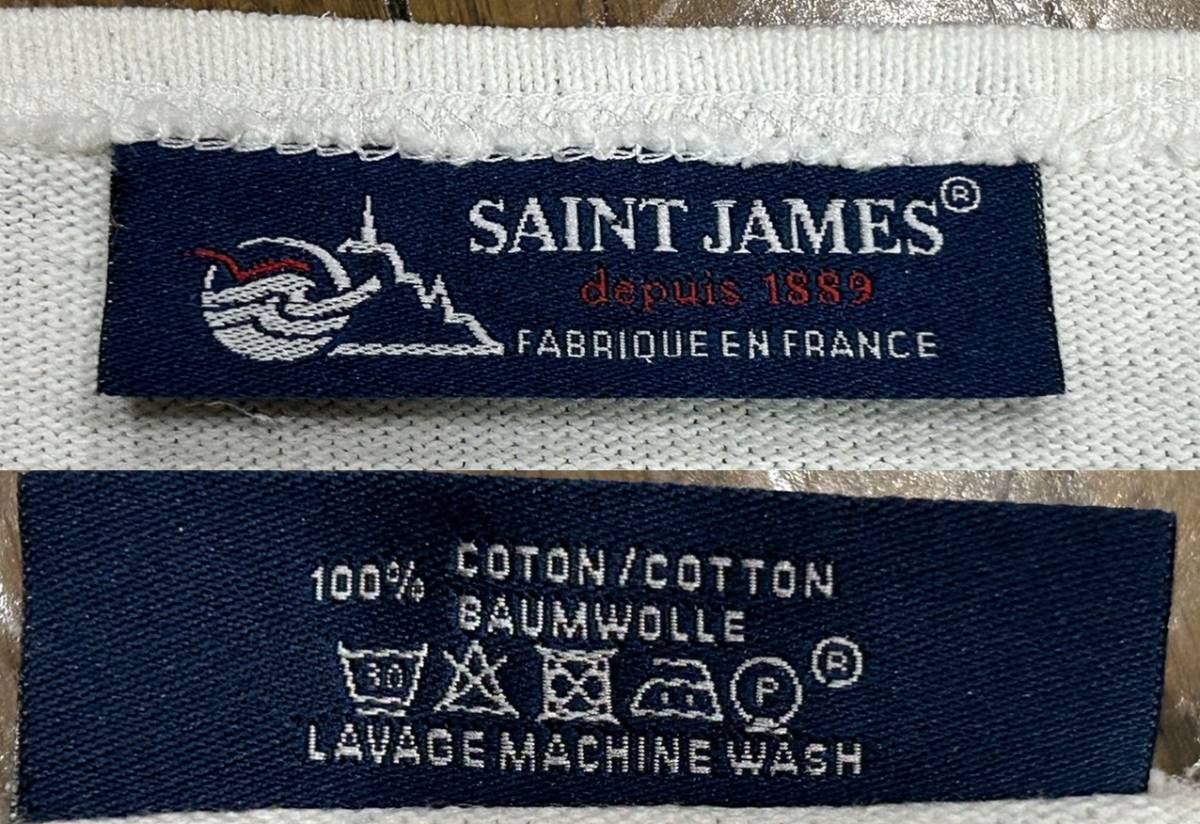 SAINT JAMES®
depuis 1889
FABRIQUE EN FRANCE
100% COTON/COTTON
BAUMWOLLE
30 P ®
LAVAGE MACHINE WASH